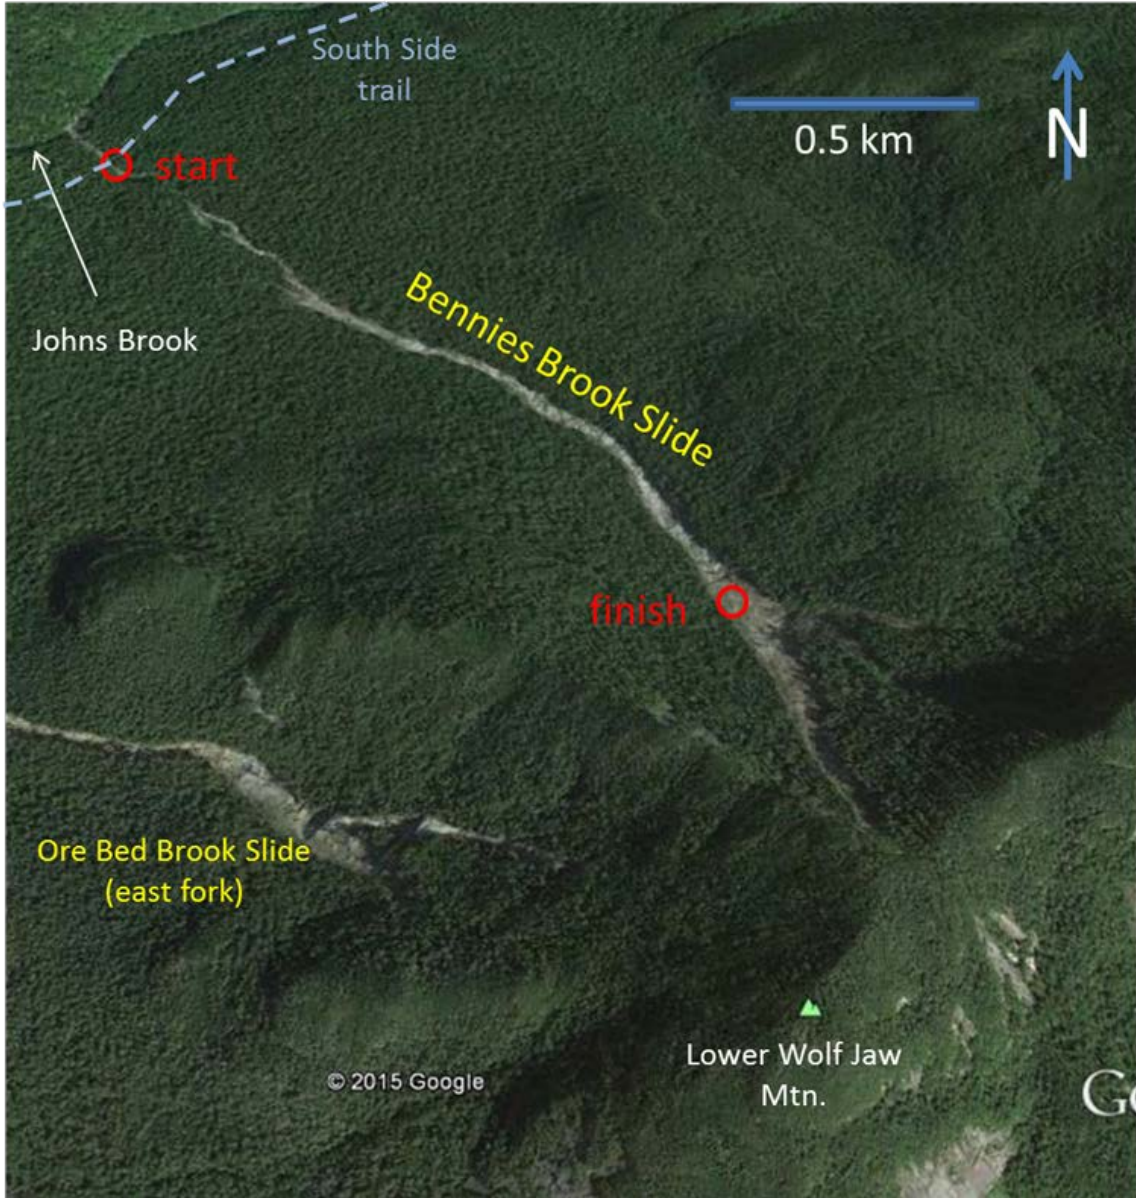 South Side
trail
0.5 km
N
start
Johns Brook
Bennies Brook Slide
finish
Ore Bed Brook Slide
(east fork)
Lower Wolf Jaw
Mtn.
© 2015 Google
Go